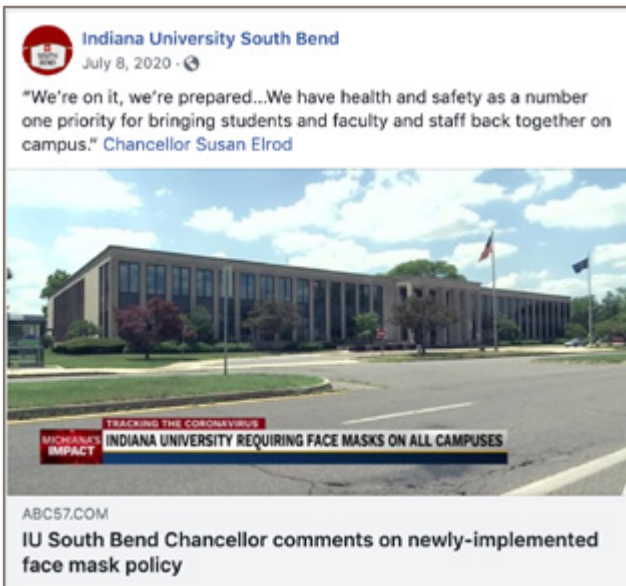 Indiana University South Bend
July 8, 2020 ·
“We’re on it, we’re prepared...We have health and safety as a number
one priority for bringing students and faculty and staff back together on
campus.” Chancellor Susan Elrod
TRACKING THE CORONAVIRUS
MICHIANA'S
IMPACT
INDIANA UNIVERSITY REQUIRING FACE MASKS ON ALL CAMPUSES
ABC57.COM
IU South Bend Chancellor comments on newly-implemented
face mask policy